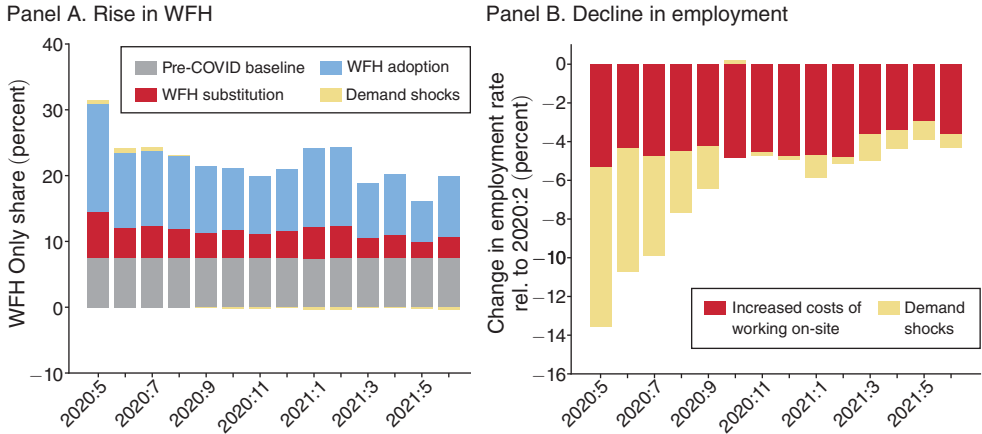 Panel A. Rise in WFH
40
30
20
10
0
−10
WFH Only share (percent)
Pre-COVID baseline
WFH adoption
WFH substitution
Demand shocks
2020:5
2020:7
2020:9
2020:11
2021:1
2021:3
2021:5
Panel B. Decline in employment
0
−2
−4
−6
−8
−10
−12
−14
−16
Change in employment rate
rel. to 2020:2 (percent)
Increased costs of
working on-site
Demand
shocks
2020:5
2020:7
2020:9
2020:11
2021:1
2021:3
2021:5